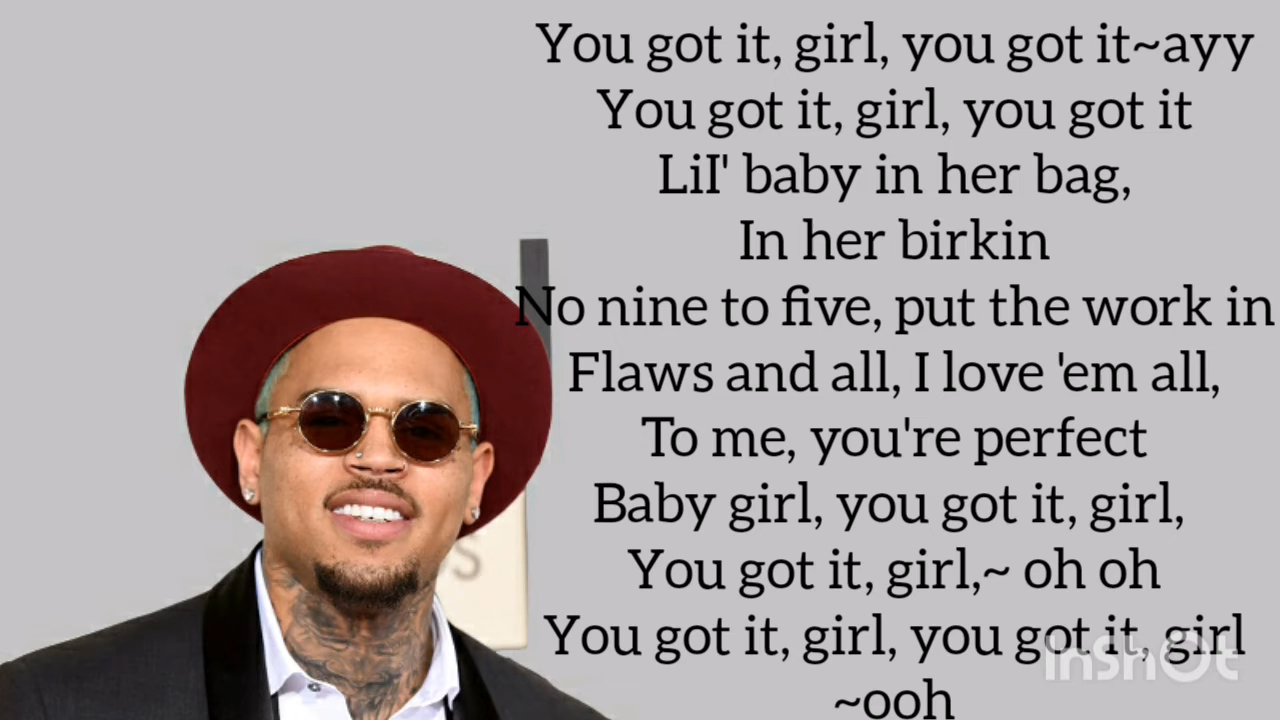 You got it, girl, you got it~ayy
You got it, girl, you got it
LiI' baby in her bag,
In her birkin
No nine to five, put the work in
Flaws and all, I love 'em all,
To me, you're perfect
Baby girl, you got it, girl,
You got it, girl,~ oh oh
You got it, girl, you got it, girl
~ooh
InShOt